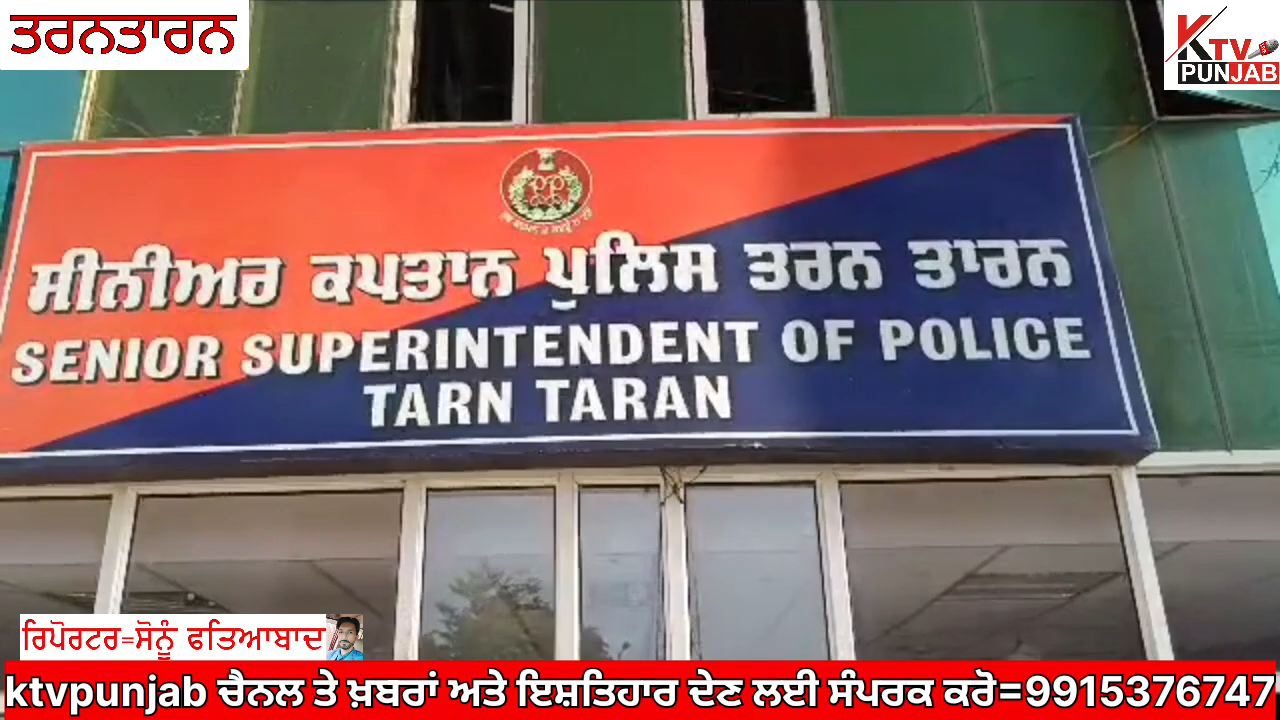 ਤਰਨਤਾਰਨ
KTV
PUNJAB
ਸੀਨੀਅਰ ਕਪਤਾਨ ਪੁਲਿਸ ਤਰਨ ਤਾਰਨ
SENIOR SUPERINTENDENT OF POLICE
TARN TARAN
ਰਿਪੋਰਟਰ=ਸੋਨੂੰ ਫਤਿਆਬਾਦ
ktvpunjab ਚੈਨਲ ਤੇ ਖ਼ਬਰਾਂ ਅਤੇ ਇਸ਼ਤਿਹਾਰ ਦੇਣ ਲਈ ਸੰਪਰਕ ਕਰੋ=9915376747